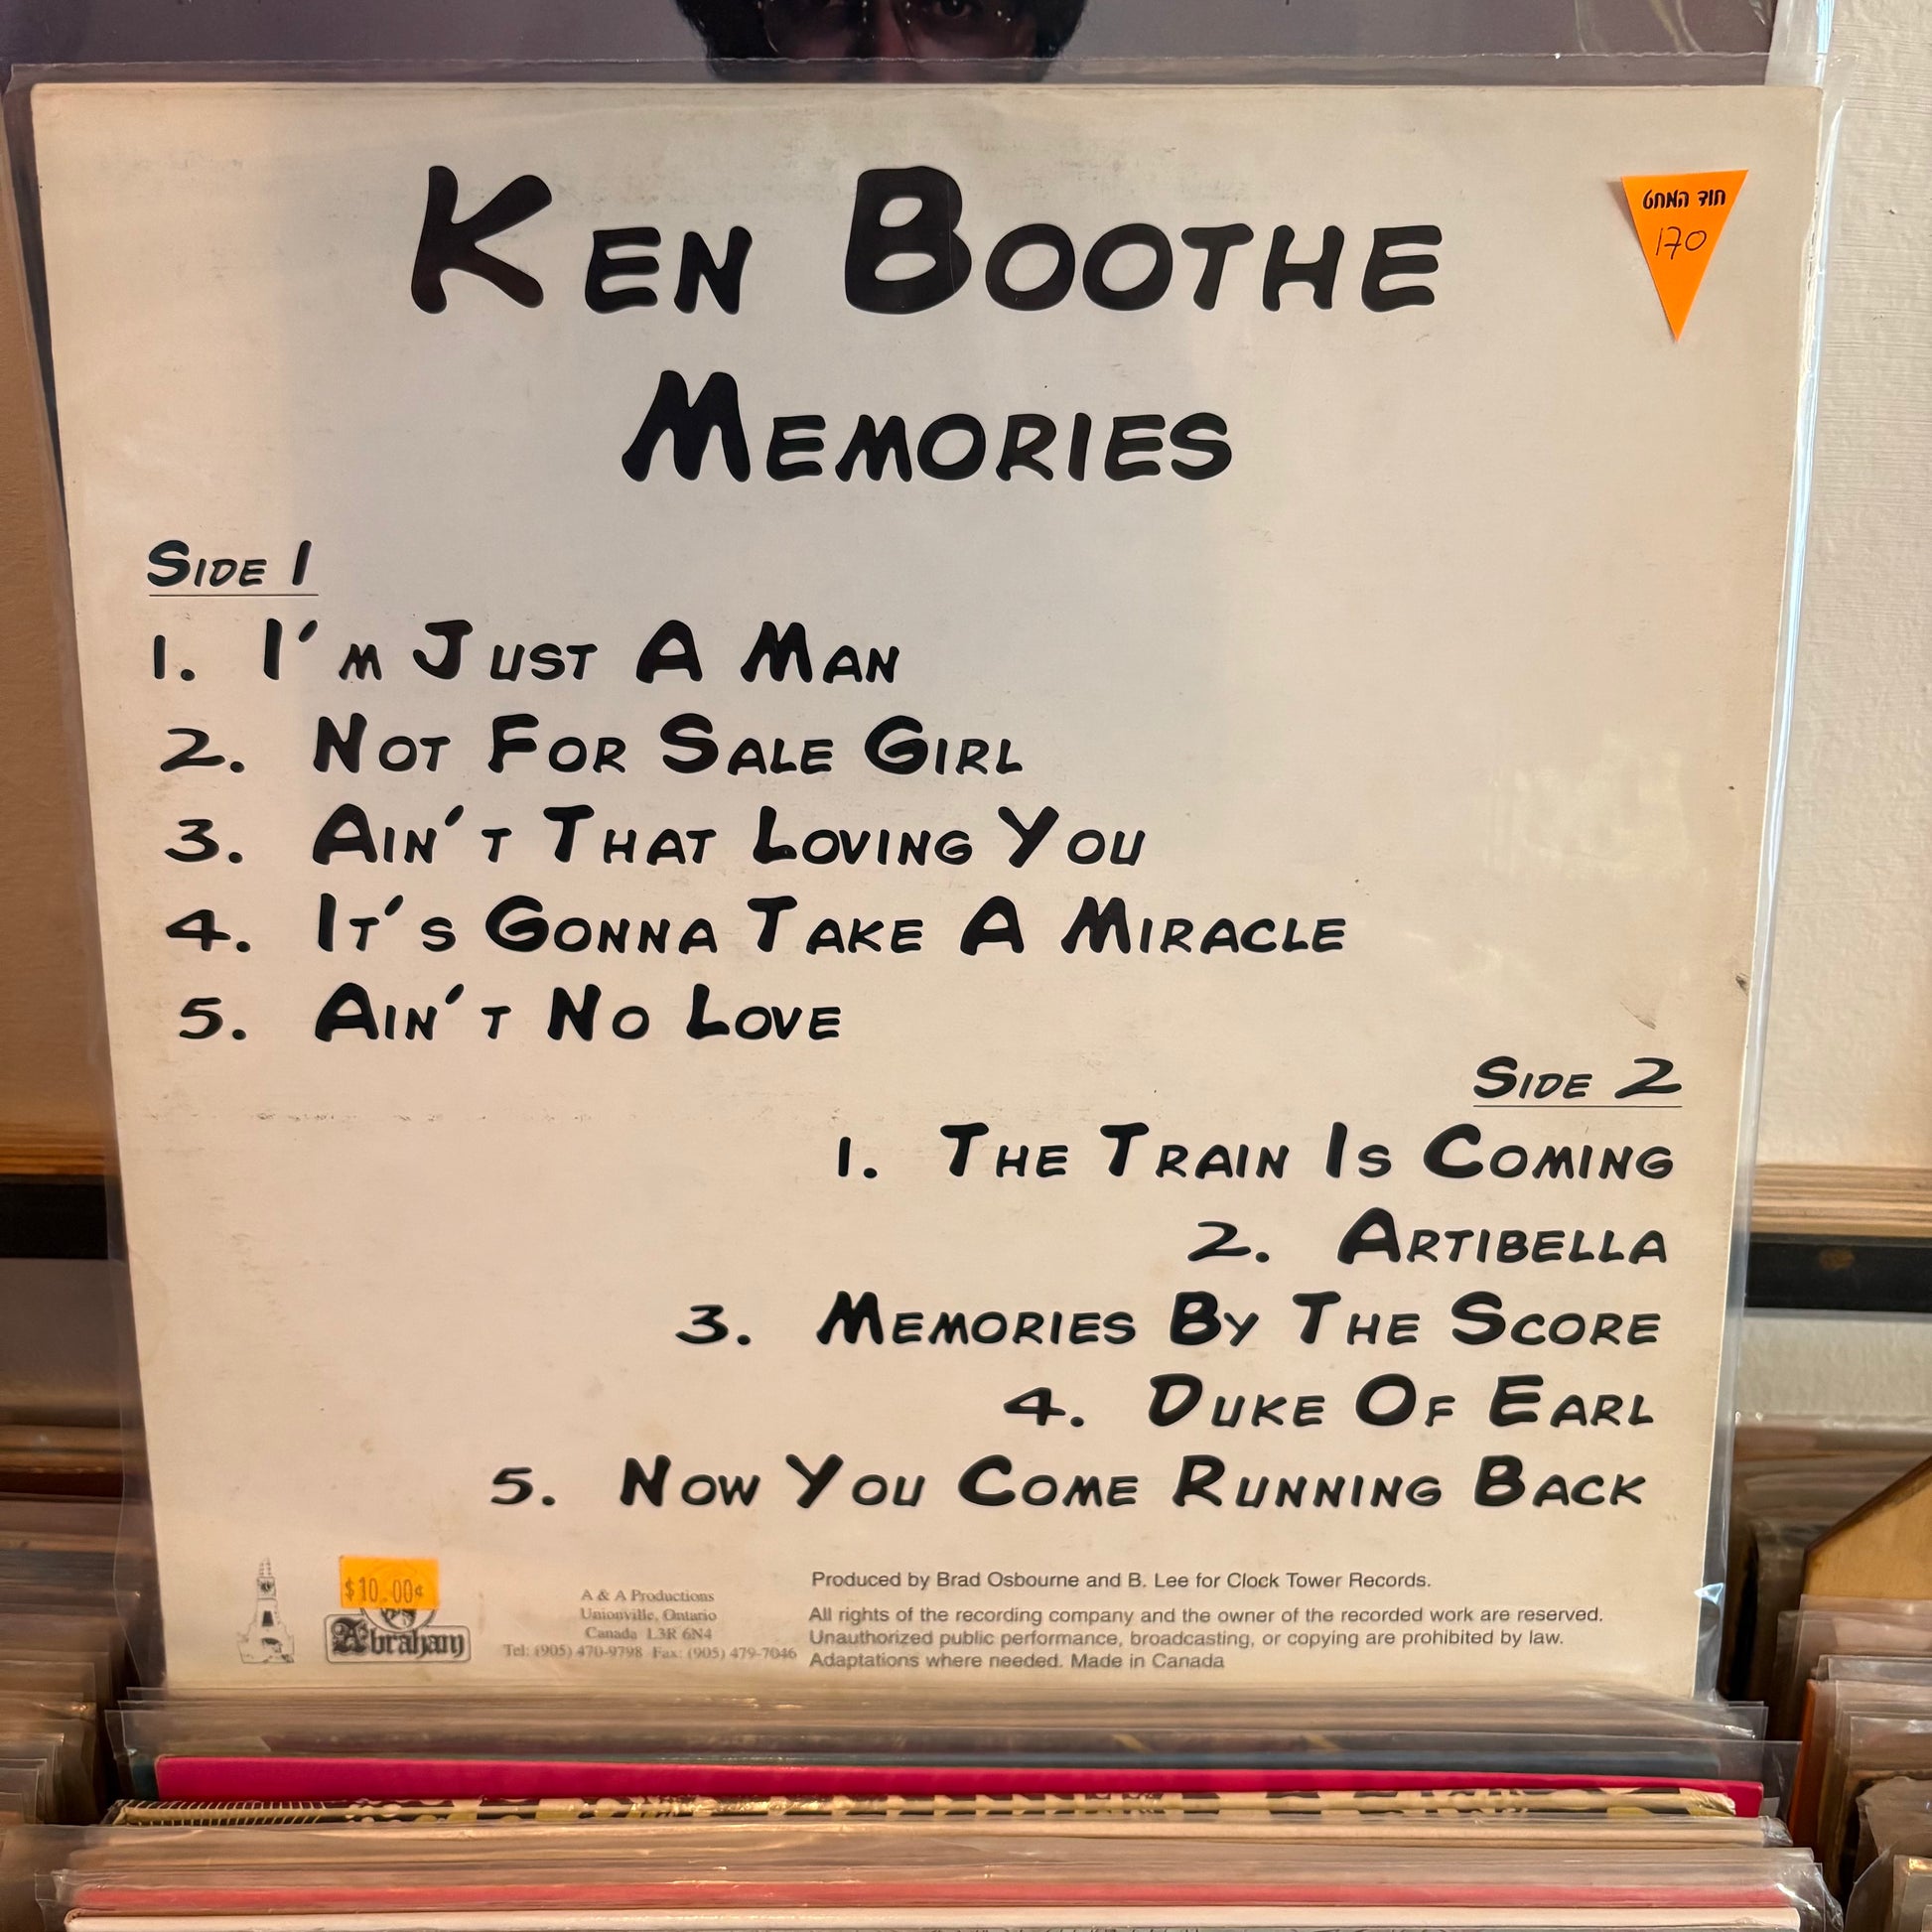 KEN BOOTHE
חוד המחט
170
MEMORIES
SIDE 1
1. I'M JUST A MAN
2. NOT FOR SALE GIRL
3. AIN'T THAT LOVING YOU
4. IT'S GONNA TAKE A MIRACLE
5. AIN'T NO LOVE
SIDE 2
1. THE TRAIN IS COMING
2. ARTIBELLA
3. MEMORIES BY THE SCORE
4. DUKE OF EARL
5. NOW YOU COME RUNNING BACK
$10.00¢
Abraham
A & A Productions
Unionville, Ontario
Canada L3R 6N4
Tel: (905) 470-9798 Fax: (905) 479-7046
Produced by Brad Osbourne and B. Lee for Clock Tower Records.
All rights of the recording company and the owner of the recorded work are reserved.
Unauthorized public performance, broadcasting, or copying are prohibited by law.
Adaptations where needed. Made in Canada